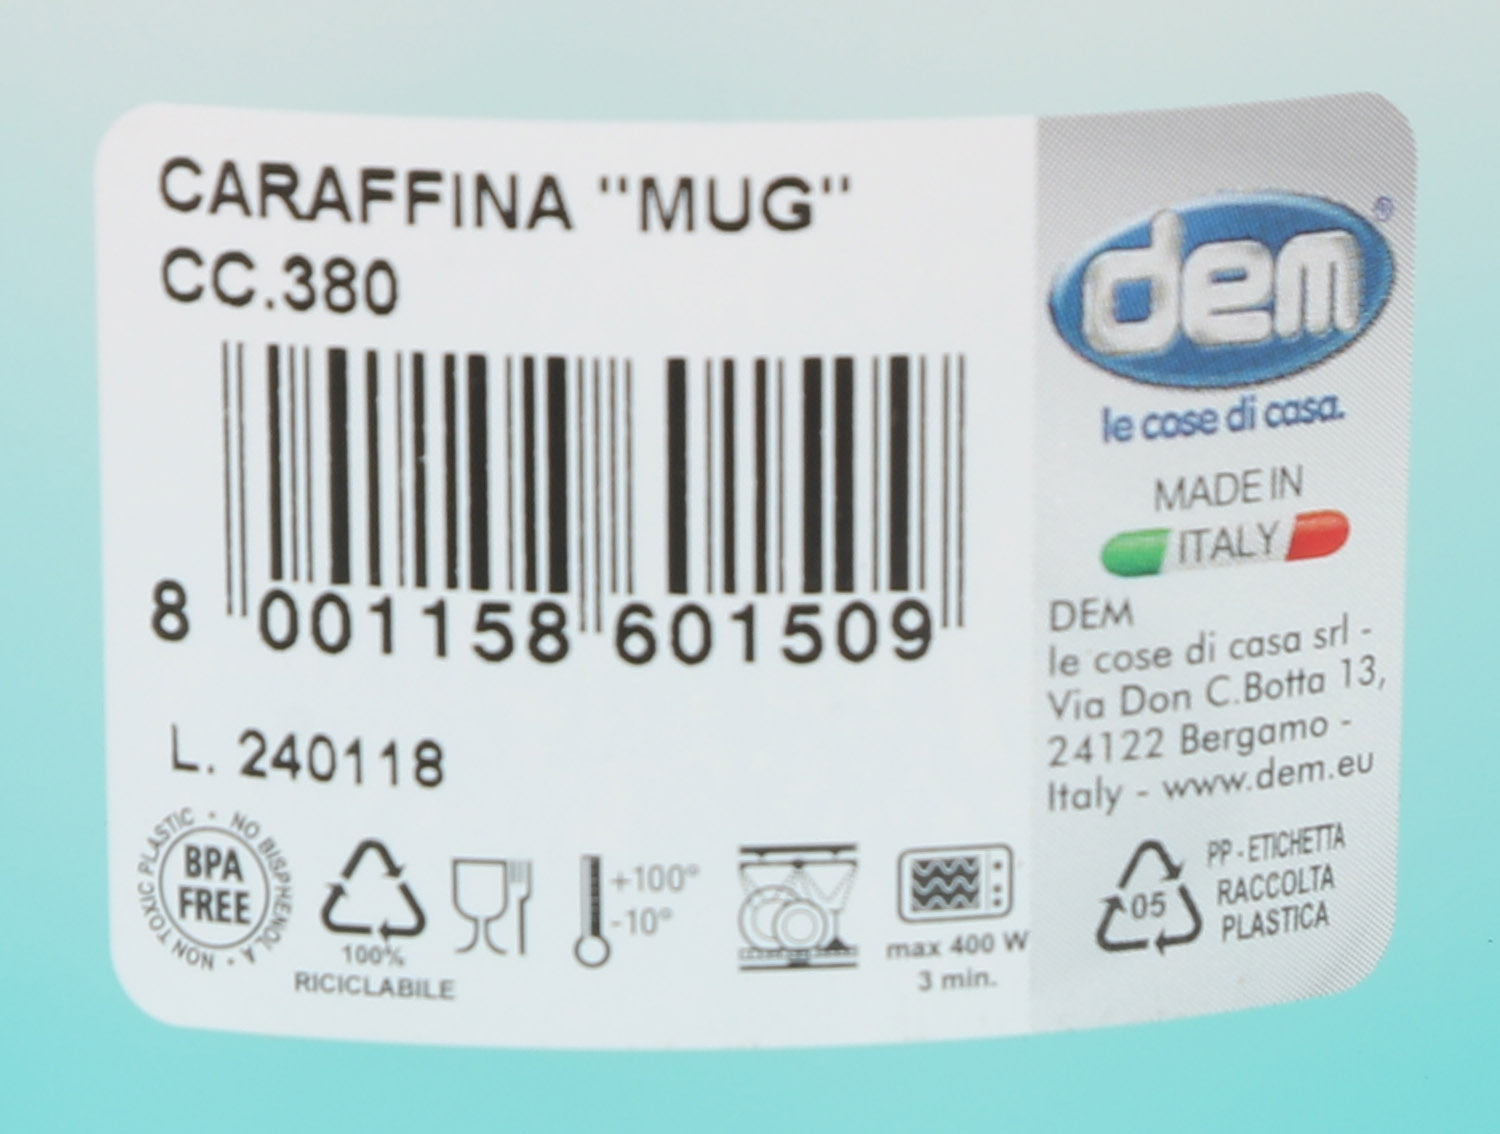 CARAFFINA "MUG"
CC.380
8 001158 601509
L. 240118
NON TOXIC PLASTIC • NO BISPHENOL A •
BPA
FREE
100%
RICICLABILE
+100°
-10°
max 400 W
3 min.
dem®
le cose di casa.
MADE IN
ITALY
DEM
le cose di casa srl -
Via Don C.Botta 13,
24122 Bergamo -
Italy - www.dem.eu
05
PP - ETICHETTA
RACCOLTA
PLASTICA